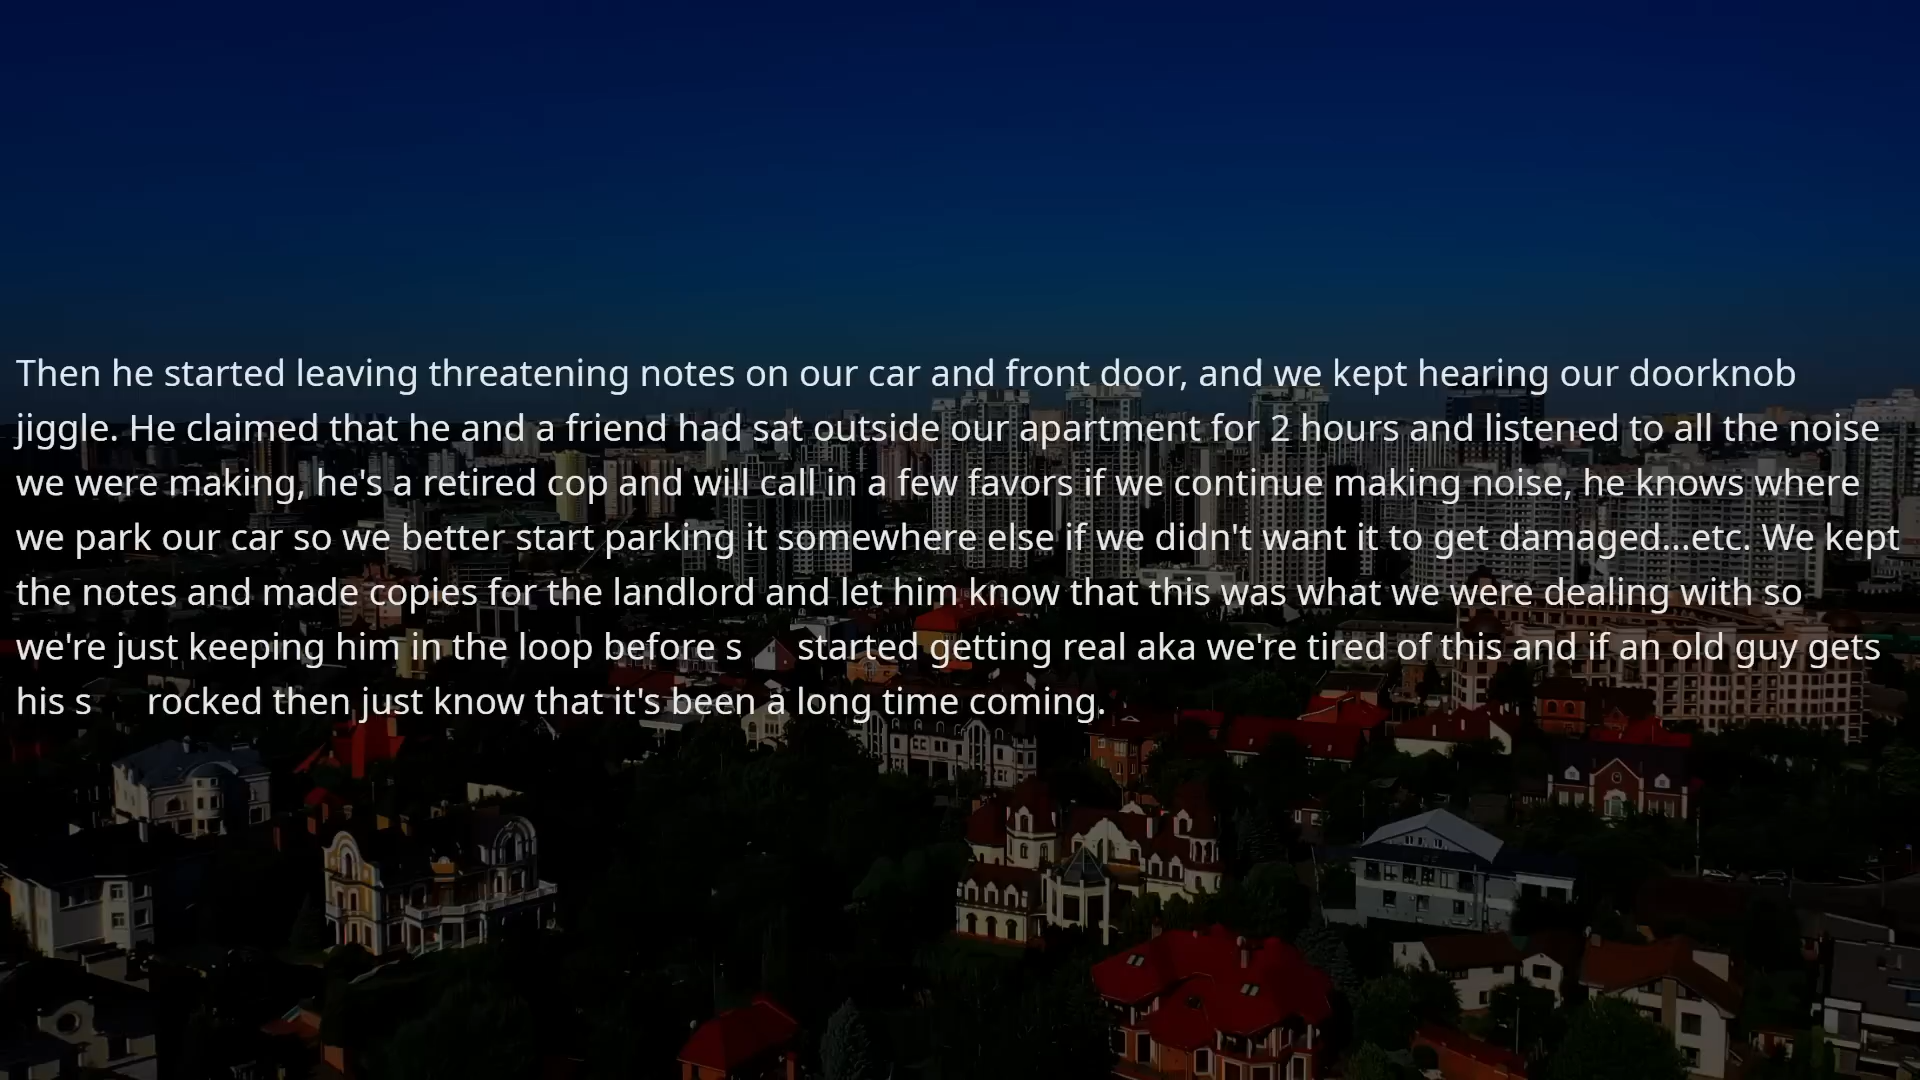 Then he started leaving threatening notes on our car and front door, and we kept hearing our doorknob
jiggle. He claimed that he and a friend had sat outside our apartment for 2 hours and listened to all the noise
we were making, he's a retired cop and will call in a few favors if we continue making noise, he knows where
we park our car so we better start parking it somewhere else if we didn't want it to get damaged...etc. We kept
the notes and made copies for the landlord and let him know that this was what we were dealing with so
we're just keeping him in the loop before s started getting real aka we're tired of this and if an old guy gets
his s rocked then just know that it's been a long time coming.